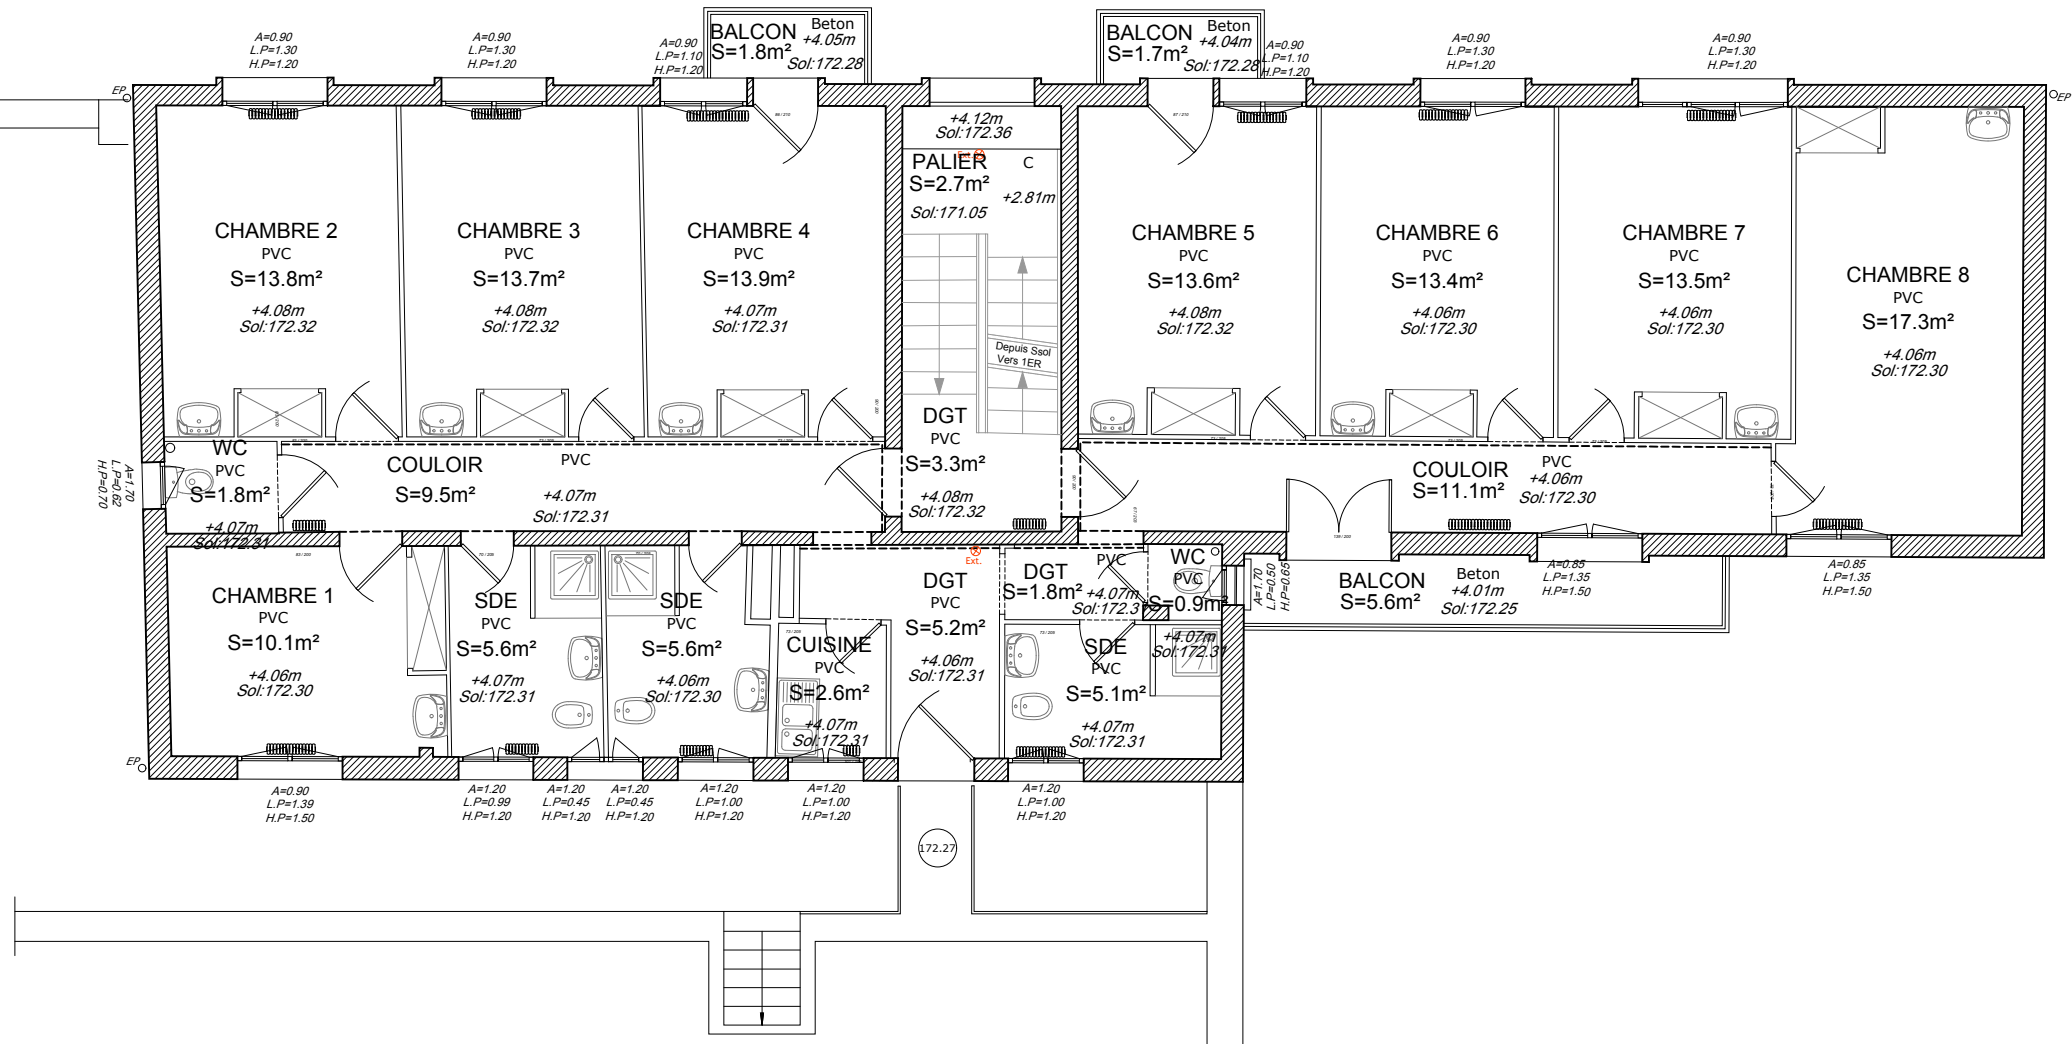 BALCON
S=1.8m²
Beton
+4.05m
Sol:172.28
BALCON
S=1.7m²
Beton
+4.04m
Sol:172.28
A=0.90
L.P=1.30
H.P=1.20
A=0.90
L.P=1.30
H.P=1.20
A=0.90
L.P=1.10
H.P=1.20
A=0.90
L.P=1.10
H.P=1.20
A=0.90
L.P=1.30
H.P=1.20
A=0.90
L.P=1.30
H.P=1.20
EP
EP
+4.12m
Sol:172.36
Ext.
PALIER
C
S=2.7m²
+2.81m
Sol:171.05
CHAMBRE 2
PVC
S=13.8m²
+4.08m
Sol:172.32
CHAMBRE 3
PVC
S=13.7m²
+4.08m
Sol:172.32
CHAMBRE 4
PVC
S=13.9m²
+4.07m
Sol:172.31
CHAMBRE 5
PVC
S=13.6m²
+4.08m
Sol:172.32
CHAMBRE 6
PVC
S=13.4m²
+4.06m
Sol:172.30
CHAMBRE 7
PVC
S=13.5m²
+4.06m
Sol:172.30
CHAMBRE 8
PVC
S=17.3m²
+4.06m
Sol:172.30
Depuis Ssol
Vers 1ER
DGT
PVC
S=3.3m²
+4.08m
Sol:172.32
WC
PVC
S=1.8m²
+4.07m
Sol:172.31
A=1.70
L.P=0.62
H.P=0.70
COULOIR
PVC
S=9.5m²
+4.07m
Sol:172.31
COULOIR
PVC
S=11.1m²
+4.06m
Sol:172.30
CHAMBRE 1
PVC
S=10.1m²
+4.06m
Sol:172.30
SDE
PVC
S=5.6m²
+4.07m
Sol:172.31
SDE
PVC
S=5.6m²
+4.06m
Sol:172.30
CUISINE
PVC
S=2.6m²
+4.07m
Sol:172.31
Ext.
DGT
PVC
S=5.2m²
+4.06m
Sol:172.31
DGT
PVC
S=1.8m²
+4.07m
Sol:172.3
WC
PVC
S=0.9m²
+4.07m
Sol:172.31
A=1.70
L.P=0.50
H.P=0.65
SDE
PVC
S=5.1m²
+4.07m
Sol:172.31
BALCON
S=5.6m²
Beton
+4.01m
Sol:172.25
A=0.85
L.P=1.35
H.P=1.50
A=0.85
L.P=1.35
H.P=1.50
EP
A=0.90
L.P=1.39
H.P=1.50
A=1.20
L.P=0.99
H.P=1.20
A=1.20
L.P=0.45
H.P=1.20
A=1.20
L.P=0.45
H.P=1.20
A=1.20
L.P=1.00
H.P=1.20
A=1.20
L.P=1.00
H.P=1.20
A=1.20
L.P=1.00
H.P=1.20
172.27